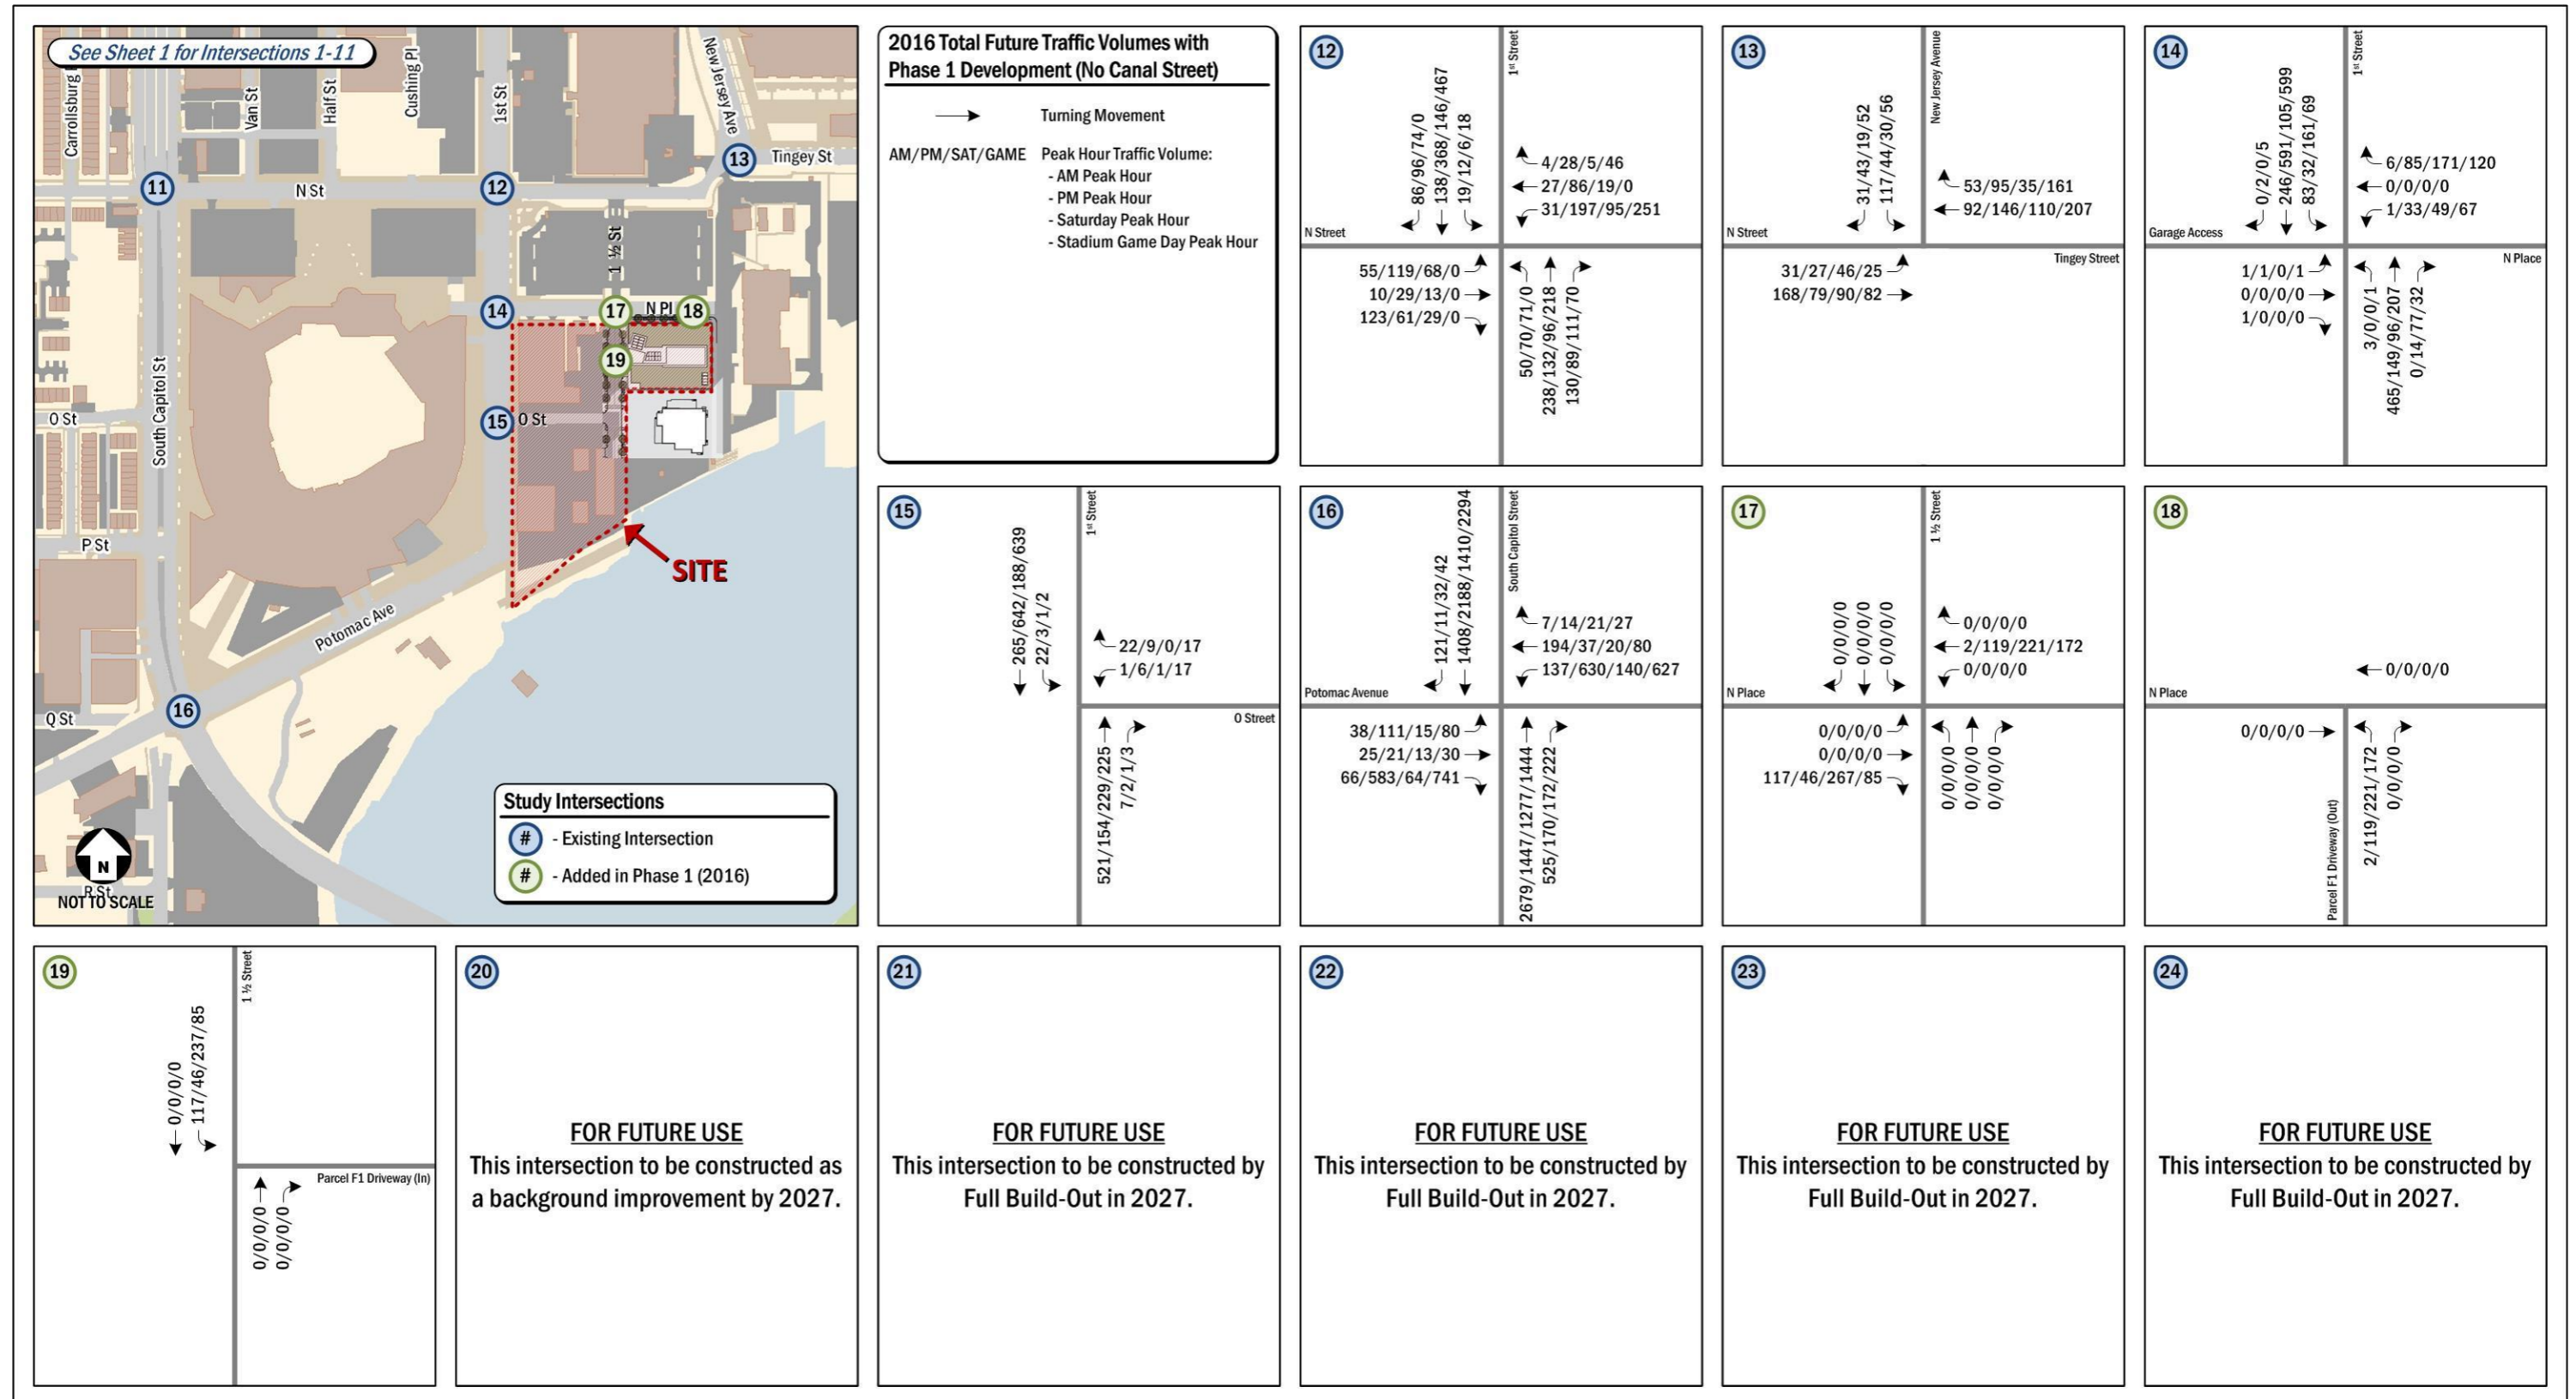 See Sheet 1 for Intersections 1-11
Carrollsburg
Van St
Half St
Cushing Pl
1st St
New Jersey Ave
13
Tingey St
11
N St
12
1 ½ St
14
17
N Pl
18
19
South Capitol St
O St
15
O St
P St
SITE
Potomac Ave
Q St
16
N
R St
NOT TO SCALE
Study Intersections
# - Existing Intersection
# - Added in Phase 1 (2016)
2016 Total Future Traffic Volumes with
Phase 1 Development (No Canal Street)
Turning Movement
AM/PM/SAT/GAME Peak Hour Traffic Volume:
- AM Peak Hour
- PM Peak Hour
- Saturday Peak Hour
- Stadium Game Day Peak Hour
12
1st Street
86/96/74/0
138/368/146/467
19/12/6/18
4/28/5/46
27/86/19/0
31/197/95/251
N Street
55/119/68/0
10/29/13/0
123/61/29/0
50/70/71/0
238/132/96/218
130/89/111/70
13
New Jersey Avenue
31/43/19/52
117/44/30/56
53/95/35/161
92/146/110/207
N Street
Tingey Street
31/27/46/25
168/79/90/82
14
1st Street
0/2/0/5
246/591/105/599
83/32/161/69
6/85/171/120
0/0/0/0
1/33/49/67
Garage Access
N Place
1/1/0/1
0/0/0/0
1/0/0/0
3/0/0/1
465/149/96/207
0/14/77/32
15
1st Street
265/642/188/639
22/3/1/2
22/9/0/17
1/6/1/17
O Street
521/154/229/225
7/2/1/3
16
South Capitol Street
121/11/32/42
1408/2188/1410/2294
7/14/21/27
194/37/20/80
137/630/140/627
Potomac Avenue
38/111/15/80
25/21/13/30
66/583/64/741
2679/1447/1277/1444
525/170/172/222
17
1 ½ Street
0/0/0/0
0/0/0/0
0/0/0/0
0/0/0/0
2/119/221/172
0/0/0/0
N Place
0/0/0/0
0/0/0/0
117/46/267/85
0/0/0/0
0/0/0/0
0/0/0/0
18
0/0/0/0
N Place
0/0/0/0
Parcel F1 Driveway (Out)
2/119/221/172
0/0/0/0
19
1 ½ Street
0/0/0/0
117/46/237/85
Parcel F1 Driveway (In)
0/0/0/0
0/0/0/0
20
FOR FUTURE USE
This intersection to be constructed as
a background improvement by 2027.
21
FOR FUTURE USE
This intersection to be constructed by
Full Build-Out in 2027.
22
FOR FUTURE USE
This intersection to be constructed by
Full Build-Out in 2027.
23
FOR FUTURE USE
This intersection to be constructed by
Full Build-Out in 2027.
24
FOR FUTURE USE
This intersection to be constructed by
Full Build-Out in 2027.